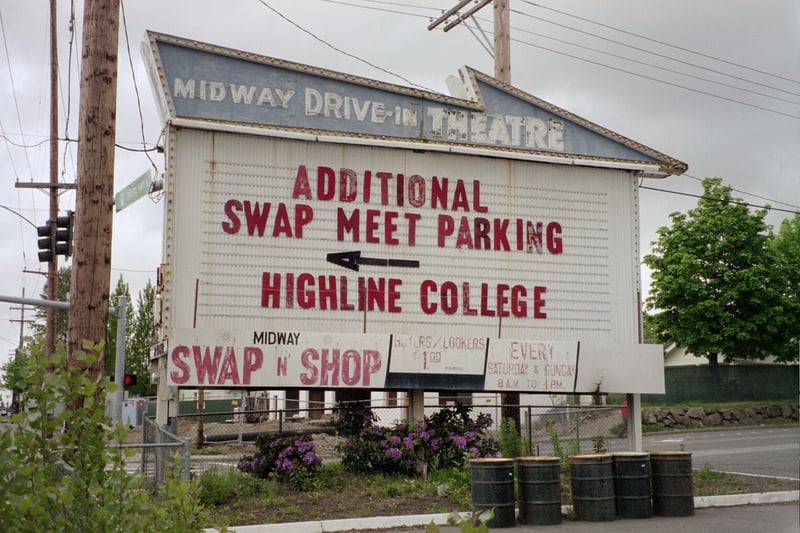 MIDWAY DRIVE-IN THEATRE
ADDITIONAL
SWAP MEET PARKING
HIGHLINE COLLEGE
MIDWAY
SWAP N' SHOP
BUYERS/LOOKERS
$1.00
EVERY
SATURDAY & SUNDAY
8 A.M. TO 4 P.M.